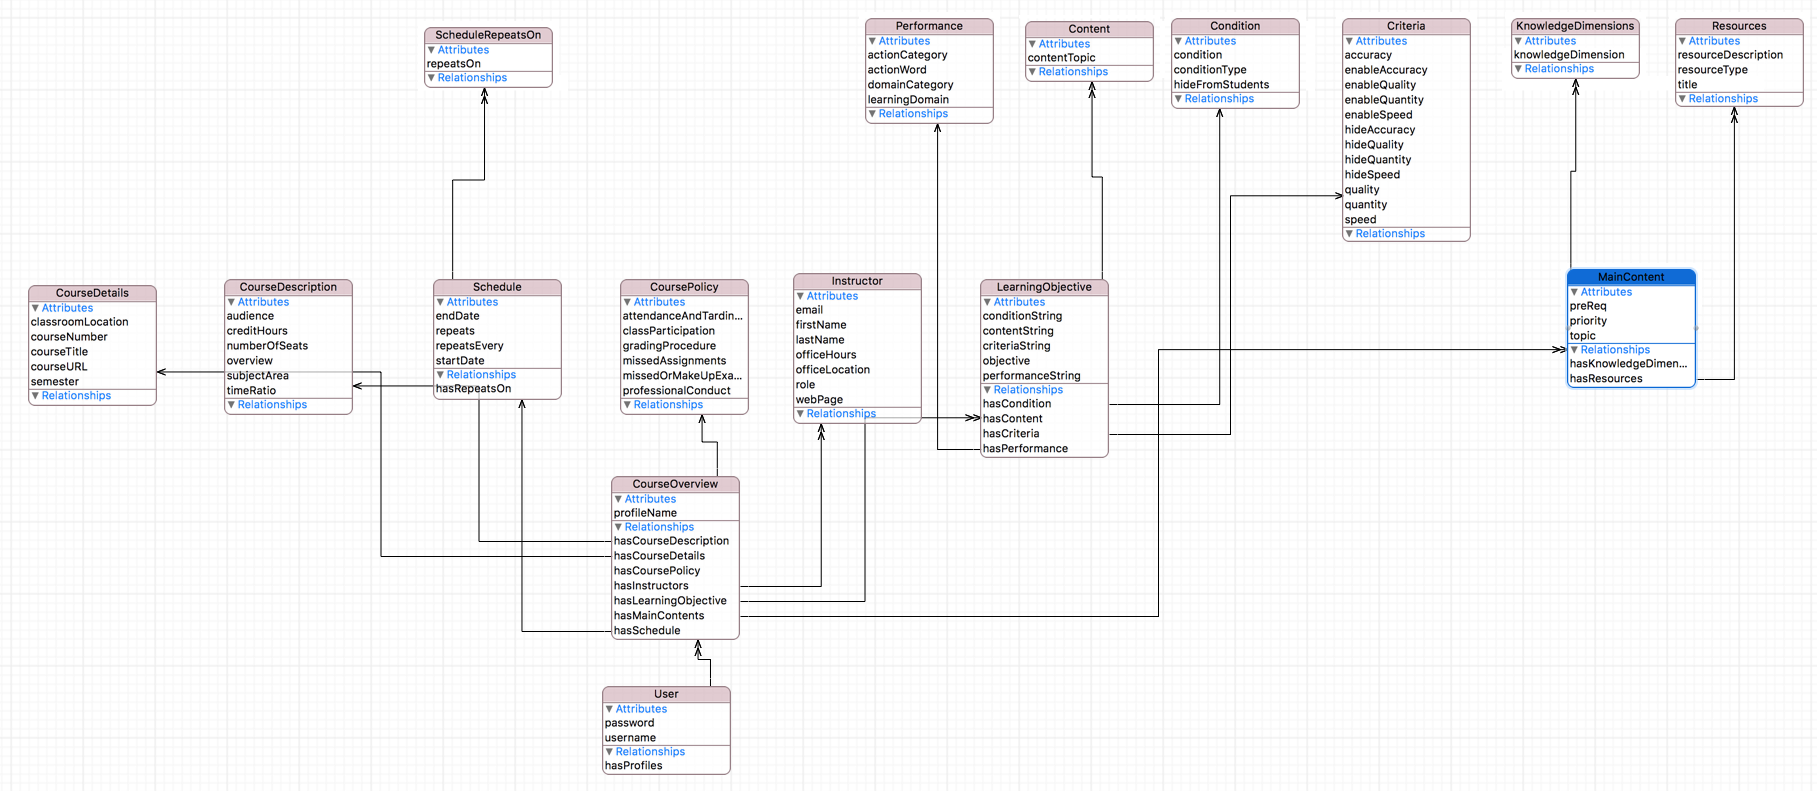 ScheduleRepeatsOn
▼ Attributes
repeatsOn
▼ Relationships
Performance
▼ Attributes
actionCategory
actionWord
domainCategory
learningDomain
▼ Relationships
Content
▼ Attributes
contentTopic
▼ Relationships
Condition
▼ Attributes
condition
conditionType
hideFromStudents
▼ Relationships
Criteria
▼ Attributes
accuracy
enableAccuracy
enableQuality
enableQuantity
enableSpeed
hideAccuracy
hideQuality
hideQuantity
hideSpeed
quality
quantity
speed
▼ Relationships
KnowledgeDimensions
▼ Attributes
knowledgeDimension
▼ Relationships
Resources
▼ Attributes
resourceDescription
resourceType
title
▼ Relationships
CourseDetails
▼ Attributes
classroomLocation
courseNumber
courseTitle
courseURL
semester
▼ Relationships
CourseDescription
▼ Attributes
audience
creditHours
numberOfSeats
overview
subjectArea
timeRatio
▼ Relationships
Schedule
▼ Attributes
endDate
repeats
repeatsEvery
startDate
▼ Relationships
hasRepeatsOn
CoursePolicy
▼ Attributes
attendanceAndTardin...
classParticipation
gradingProcedure
missedAssignments
missedOrMakeUpExa...
professionalConduct
▼ Relationships
Instructor
▼ Attributes
email
firstName
lastName
officeHours
officeLocation
role
webPage
▼ Relationships
LearningObjective
▼ Attributes
conditionString
contentString
criteriaString
objective
performanceString
▼ Relationships
hasCondition
hasContent
hasCriteria
hasPerformance
MainContent
▼ Attributes
preReq
priority
topic
▼ Relationships
hasKnowledgeDimen...
hasResources
CourseOverview
▼ Attributes
profileName
▼ Relationships
hasCourseDescription
hasCourseDetails
hasCoursePolicy
hasInstructors
hasLearningObjective
hasMainContents
hasSchedule
User
▼ Attributes
password
username
▼ Relationships
hasProfiles